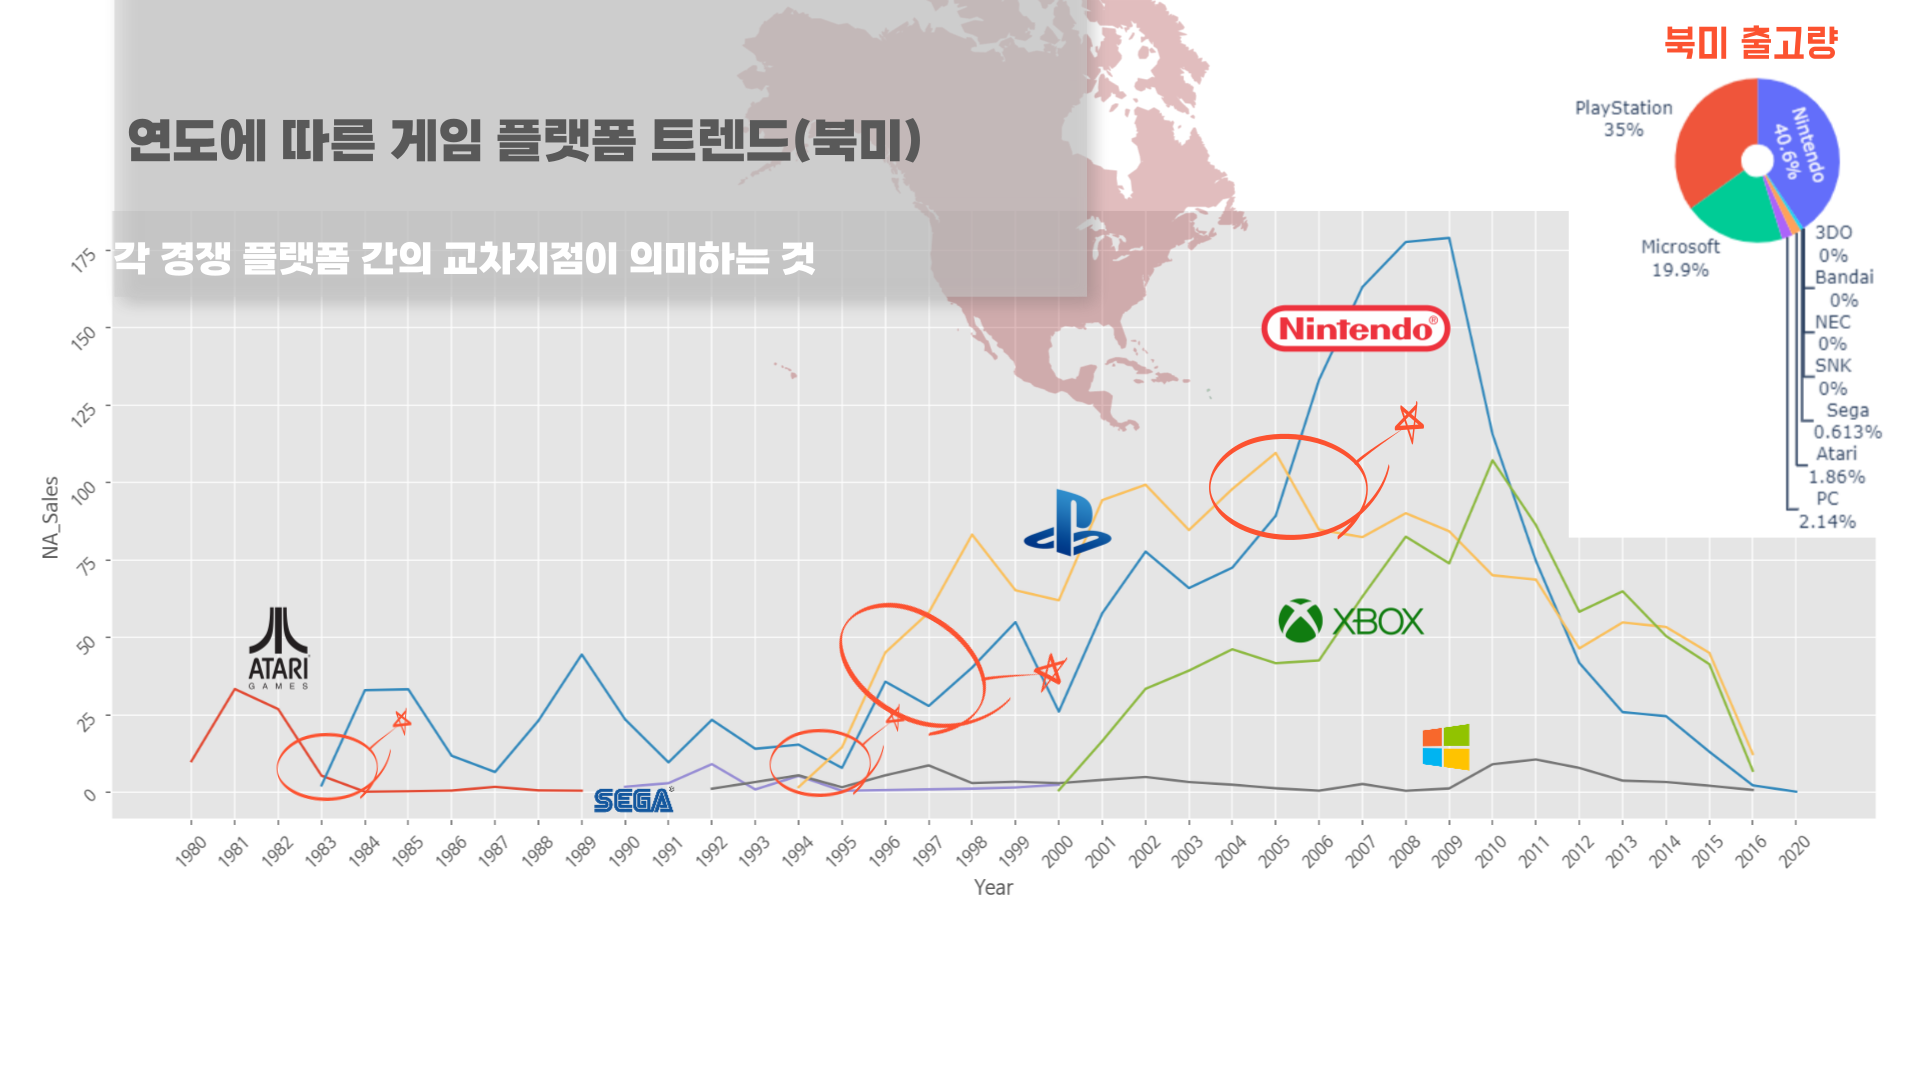 연도에 따른 게임 플랫폼 트렌드(북미)
각 경쟁 플랫폼 간의 교차지점이 의미하는 것
북미 출고량
PlayStation
35%
Nintendo
40.6%
Microsoft
19.9%
3DO
0%
Bandai
0%
NEC
0%
SNK
0%
Sega
0.613%
Atari
1.86%
PC
2.14%
NA_Sales
175
150
125
100
75
50
25
0
Nintendo®
XBOX
ATARI
GAMES
SEGA®
1980 1981 1982 1983 1984 1985 1986 1987 1988 1989 1990 1991 1992 1993 1994 1995 1996 1997 1998 1999 2000 2001 2002 2003 2004 2005 2006 2007 2008 2009 2010 2011 2012 2013 2014 2015 2016 2020
Year